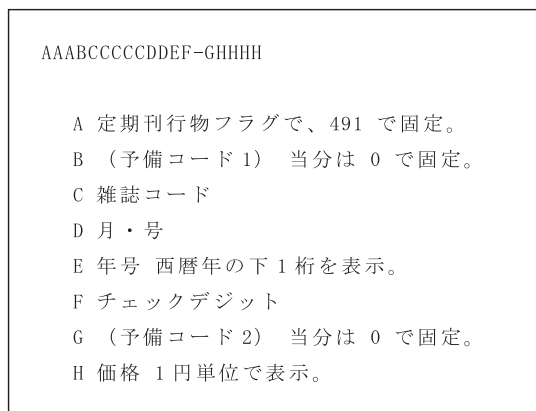 AAABCCCCCDDEF-GHHHH
A 定期刊行物フラグで、491 で固定。
B （予備コード 1） 当分は 0 で固定。
C 雑誌コード
D 月・号
E 年号 西暦年の下 1 桁を表示。
F チェックデジット
G （予備コード 2） 当分は 0 で固定。
H 価格 1 円単位で表示。